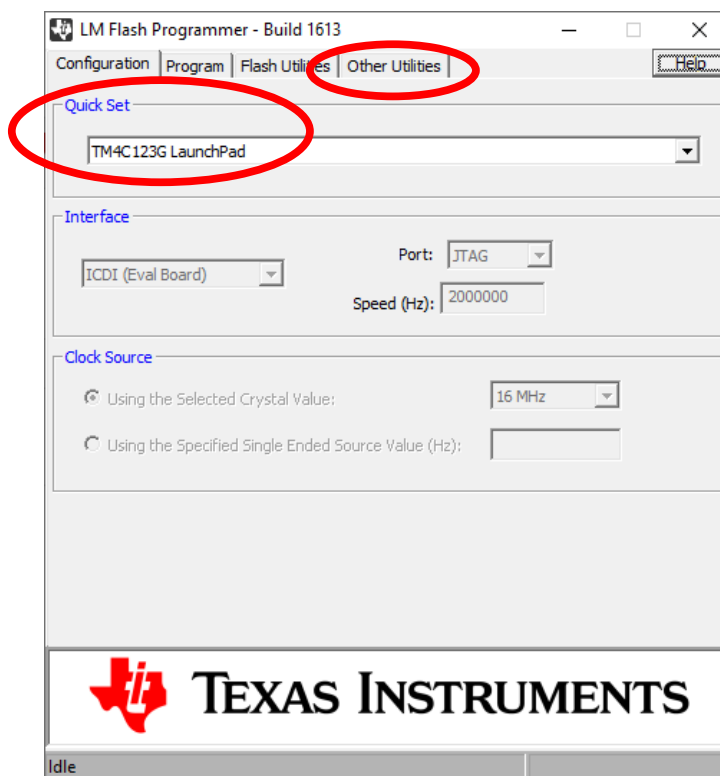 LM Flash Programmer - Build 1613
Configuration Program Flash Utilities Other Utilities Help
Quick Set
TM4C123G LaunchPad
Interface
ICDI (Eval Board)
Port: JTAG
Speed (Hz): 2000000
Clock Source
Using the Selected Crystal Value: 16 MHz
Using the Specified Single Ended Source Value (Hz):
TEXAS INSTRUMENTS
Idle